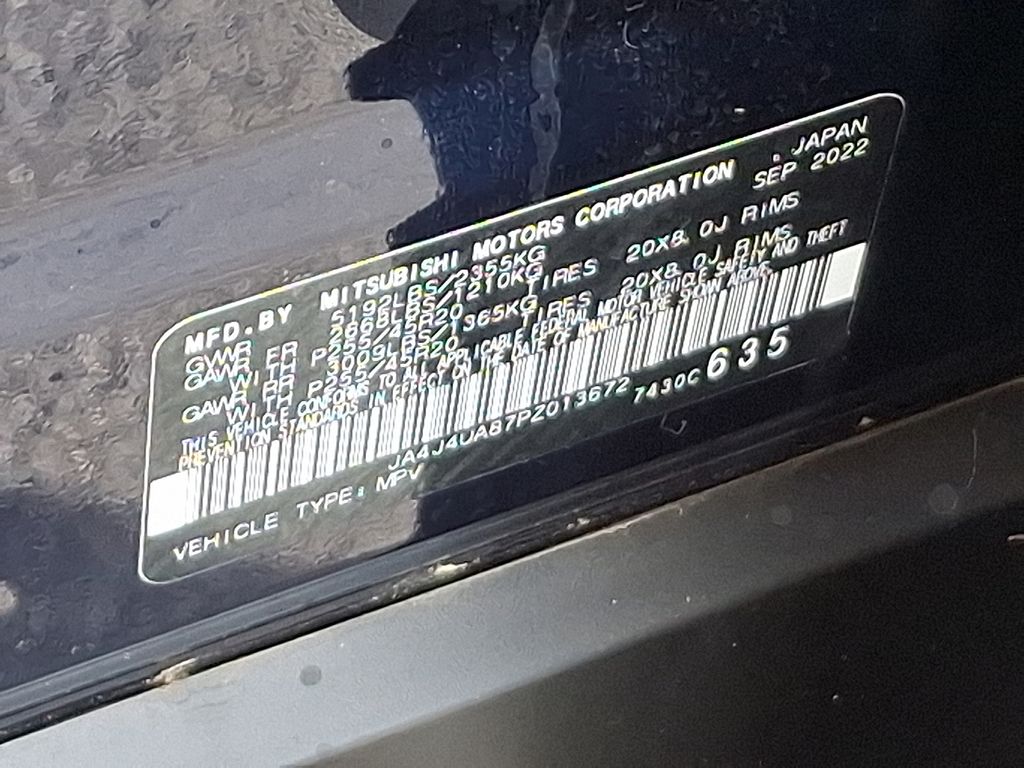 MFD. BY MITSUBISHI MOTORS CORPORATION . JAPAN
SEP 2022
GVWR 5192LBS/2355KG
GAWR FR 2668LBS/1210KG
WITH P255/45R20 TIRES 20X8.0J RIMS
GAWR RR 3009LBS/1365KG
WITH P255/45R20 TIRES 20X8.0J RIMS
THIS VEHICLE CONFORMS TO ALL APPLICABLE FEDERAL MOTOR VEHICLE SAFETY AND THEFT
PREVENTION STANDARDS IN EFFECT ON THE DATE OF MANUFACTURE SHOWN ABOVE.
JA4J4UA87PZ013672 7430C 635
VEHICLE TYPE: MPV